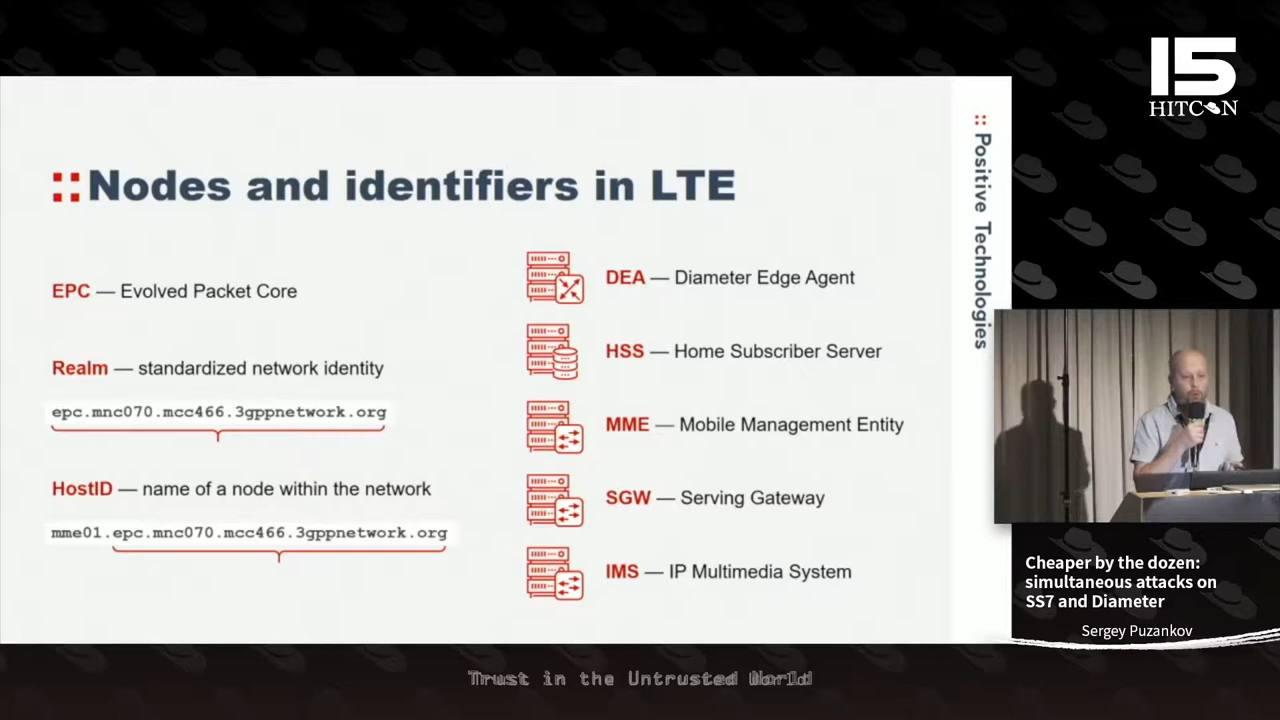 15
HITCON
:: Positive Technologies
::Nodes and identifiers in LTE
EPC — Evolved Packet Core
Realm — standardized network identity
epc.mnc070.mcc466.3gppnetwork.org
HostID — name of a node within the network
mme01.epc.mnc070.mcc466.3gppnetwork.org
DEA — Diameter Edge Agent
HSS — Home Subscriber Server
MME — Mobile Management Entity
SGW — Serving Gateway
IMS — IP Multimedia System
Cheaper by the dozen:
simultaneous attacks on
SS7 and Diameter
Sergey Puzankov
Trust in the Untrusted World